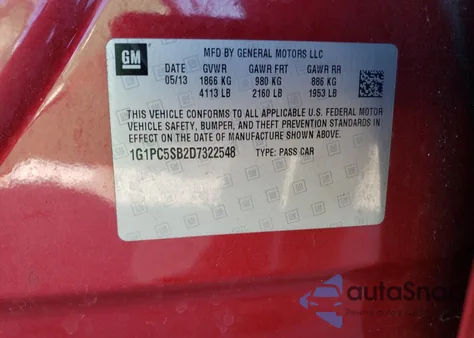 GM
MFD BY GENERAL MOTORS LLC
DATE GVWR GAWR FRT GAWR RR
05/13 1866 KG 980 KG 886 KG
4113 LB 2160 LB 1953 LB
THIS VEHICLE CONFORMS TO ALL APPLICABLE U.S. FEDERAL MOTOR
VEHICLE SAFETY, BUMPER, AND THEFT PREVENTION STANDARDS IN
EFFECT ON THE DATE OF MANUFACTURE SHOWN ABOVE.
1G1PC5SB2D7322548 TYPE: PASS CAR
autoSnap